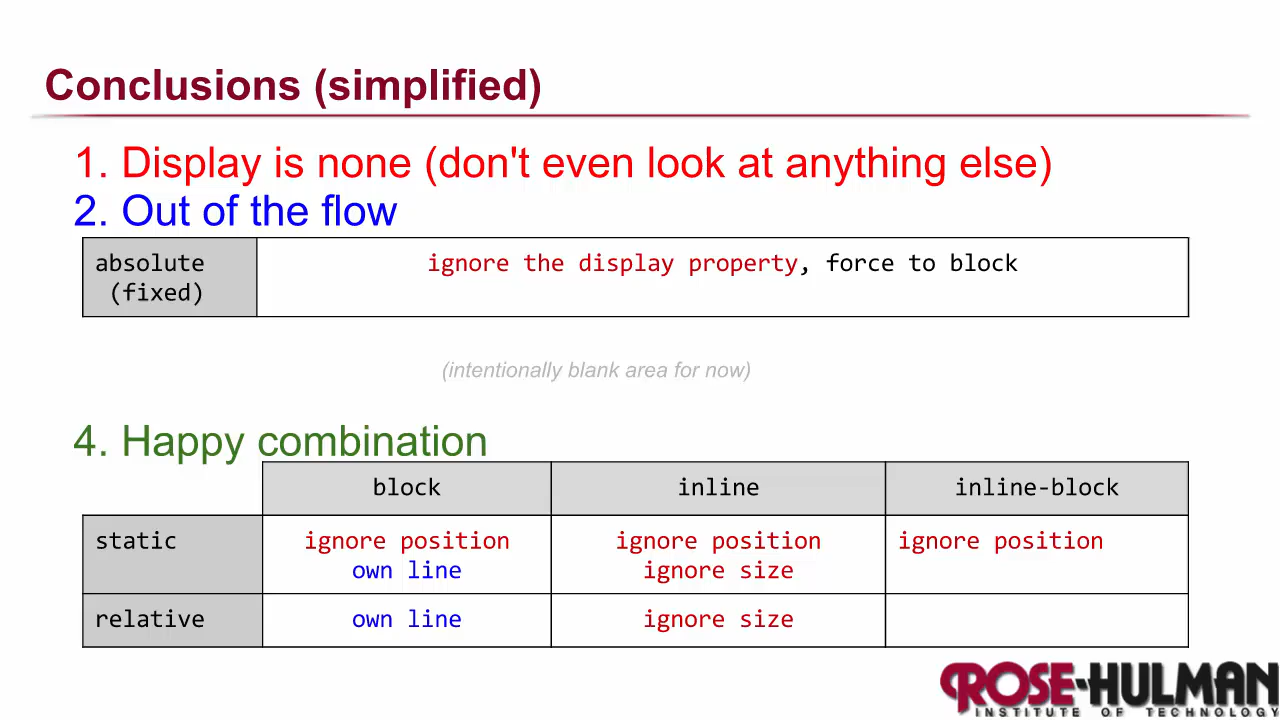 Conclusions (simplified)
1. Display is none (don't even look at anything else)
2. Out of the flow
absolute ignore the display property, force to block
(fixed)
(intentionally blank area for now)
4. Happy combination
block inline inline-block
static ignore position ignore position ignore position
own line ignore size
relative own line ignore size
ROSE-HULMAN
INSTITUTE OF TECHNOLOGY